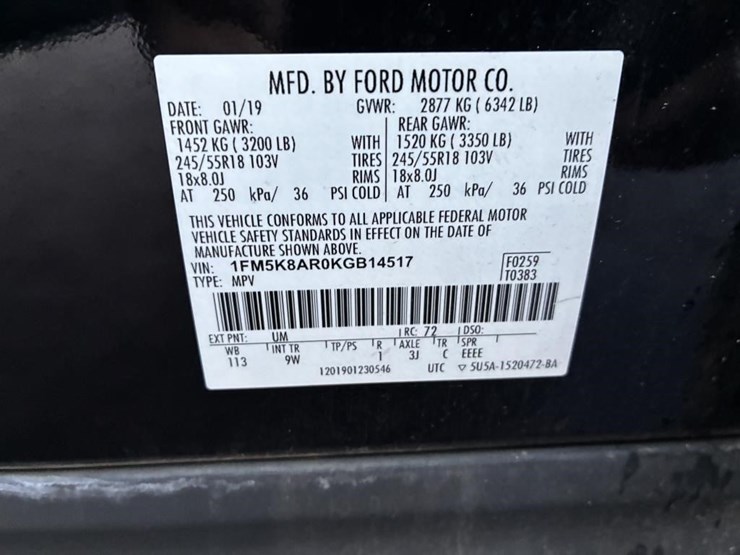 MFD. BY FORD MOTOR CO.
DATE: 01/19 GVWR: 2877 KG ( 6342 LB)
FRONT GAWR: REAR GAWR:
1452 KG ( 3200 LB) WITH 1520 KG ( 3350 LB) WITH
245/55R18 103V TIRES 245/55R18 103V TIRES
18x8.0J RIMS 18x8.0J RIMS
AT 250 kPa/ 36 PSI COLD AT 250 kPa/ 36 PSI COLD
THIS VEHICLE CONFORMS TO ALL APPLICABLE FEDERAL MOTOR
VEHICLE SAFETY STANDARDS IN EFFECT ON THE DATE OF
MANUFACTURE SHOWN ABOVE.
VIN: 1FM5K8AR0KGB14517 F0259
TYPE: MPV T0383
EXT PNT: UM RC: 72 DSO:
WB INT TR TP/PS R AXLE TR SPR
113 9W 1 3J C EEEE
1201901230546 UTC ▽ 5U5A-1520472-BA